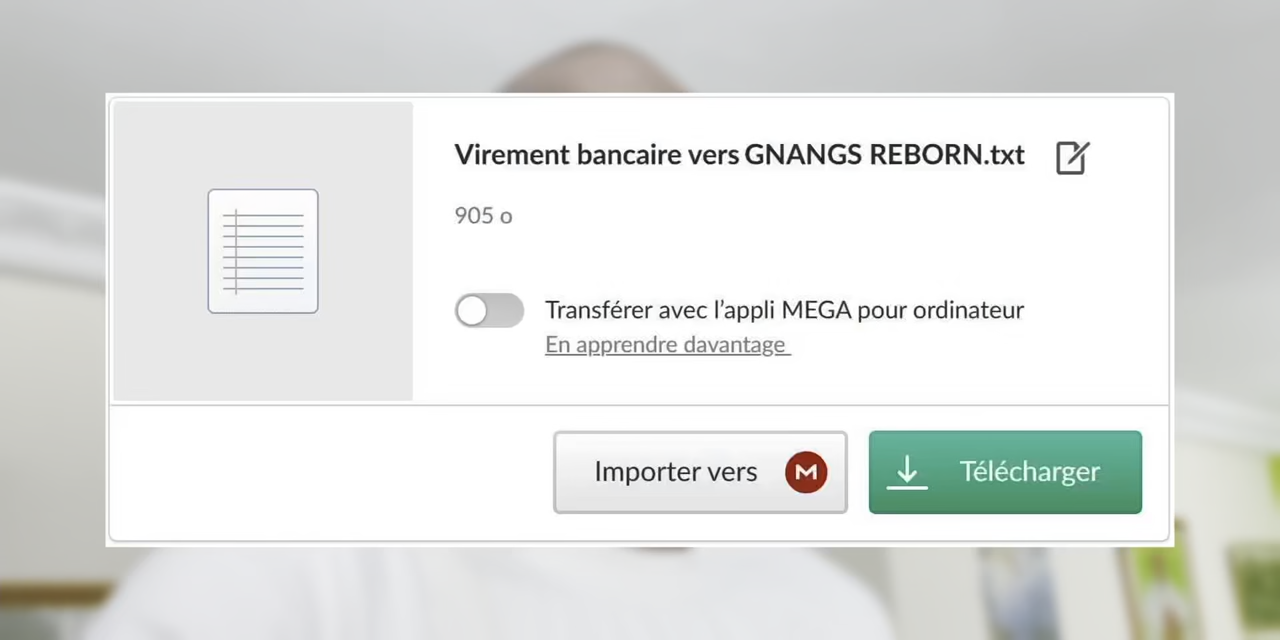 Virement bancaire vers GNANGS REBORN.txt
905 o
Transférer avec l’appli MEGA pour ordinateur
En apprendre davantage
Importer vers M
Télécharger